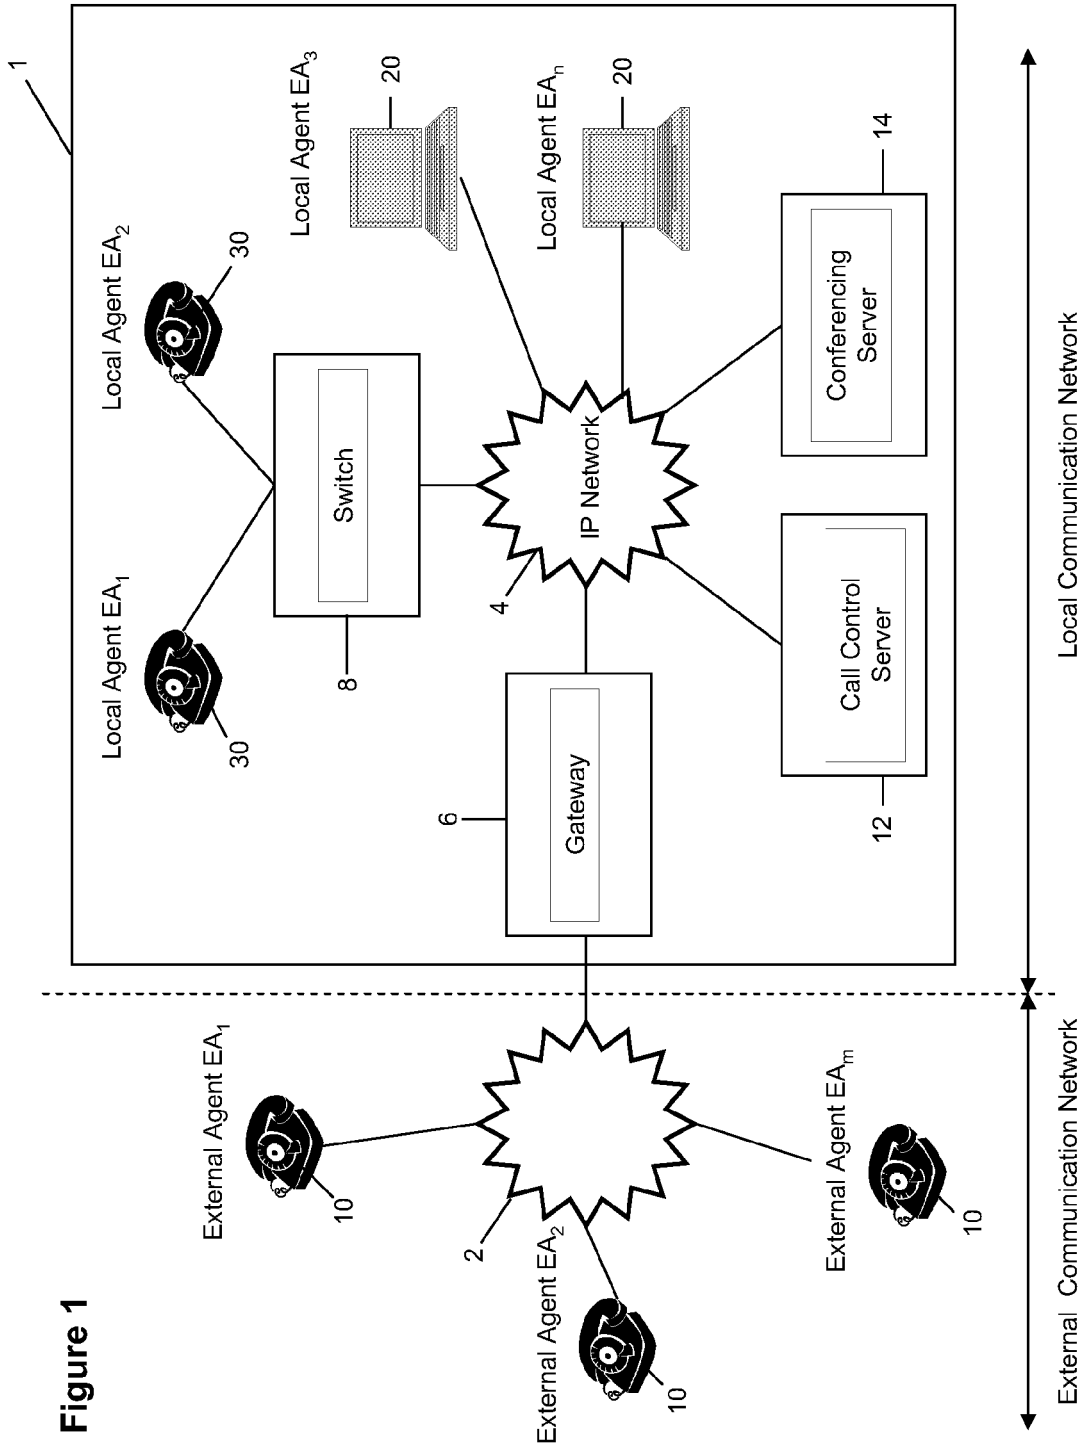 Figure 1
1
External Agent EA1
10
2
External Agent EA2
10
External Agent EAm
10
Local Agent EA1
30
Local Agent EA2
30
8
Switch
Local Agent EA3
20
Local Agent EAn
20
4
IP Network
6
Gateway
12
Call Control
Server
14
Conferencing
Server
External Communication Network
Local Communication Network